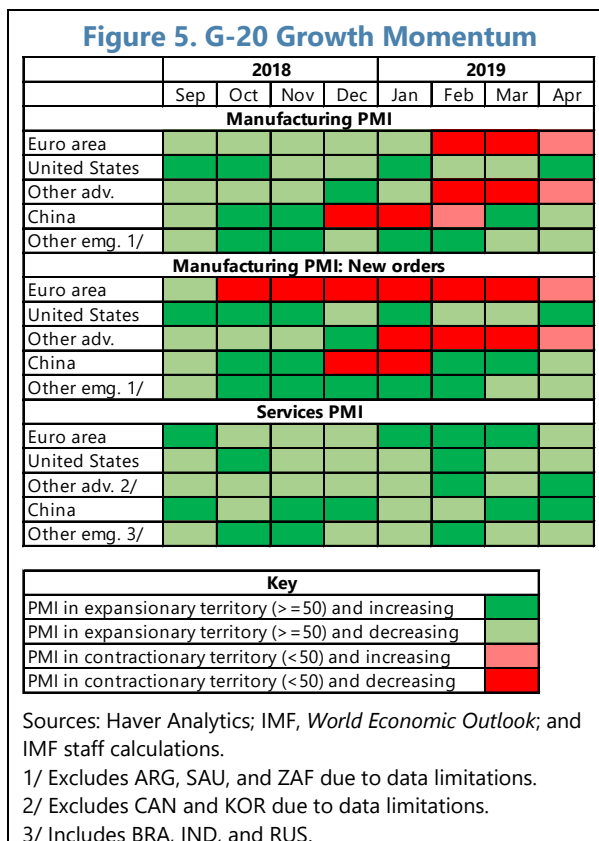 Figure 5. G-20 Growth Momentum
2018 2019
Sep Oct Nov Dec Jan Feb Mar Apr
Manufacturing PMI
Euro area
United States
Other adv.
China
Other emg. 1/
Manufacturing PMI: New orders
Euro area
United States
Other adv.
China
Other emg. 1/
Services PMI
Euro area
United States
Other adv. 2/
China
Other emg. 3/
Key
PMI in expansionary territory (>=50) and increasing
PMI in expansionary territory (>=50) and decreasing
PMI in contractionary territory (<50) and increasing
PMI in contractionary territory (<50) and decreasing
Sources: Haver Analytics; IMF, World Economic Outlook; and
IMF staff calculations.
1/ Excludes ARG, SAU, and ZAF due to data limitations.
2/ Excludes CAN and KOR due to data limitations.
3/ Includes BRA, IND, and RUS.